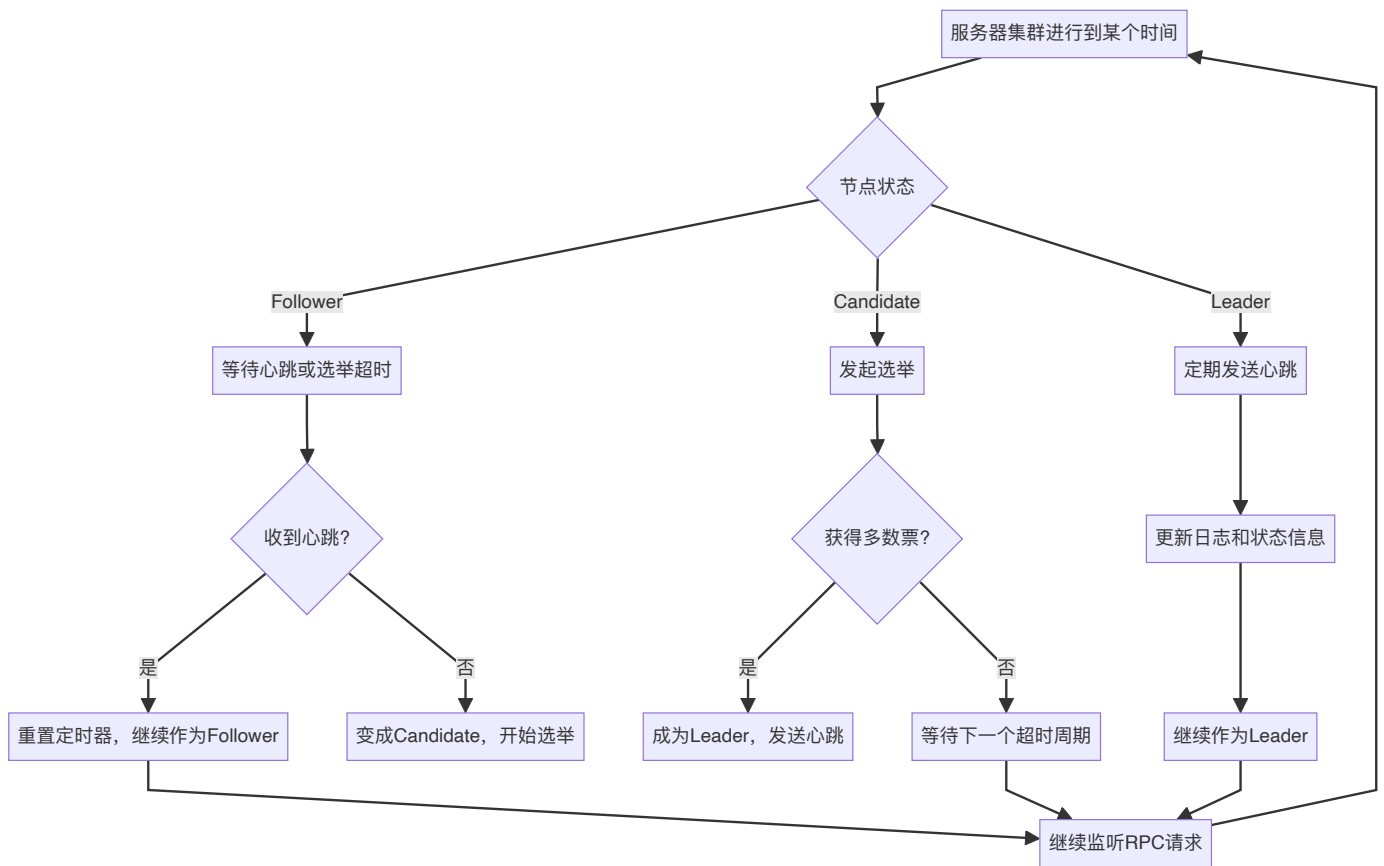 服务器集群进行到某个时间
节点状态
Follower
Candidate
Leader
等待心跳或选举超时
发起选举
定期发送心跳
收到心跳?
获得多数票?
更新日志和状态信息
是
否
是
否
重置定时器，继续作为Follower
变成Candidate，开始选举
成为Leader，发送心跳
等待下一个超时周期
继续作为Leader
继续监听RPC请求